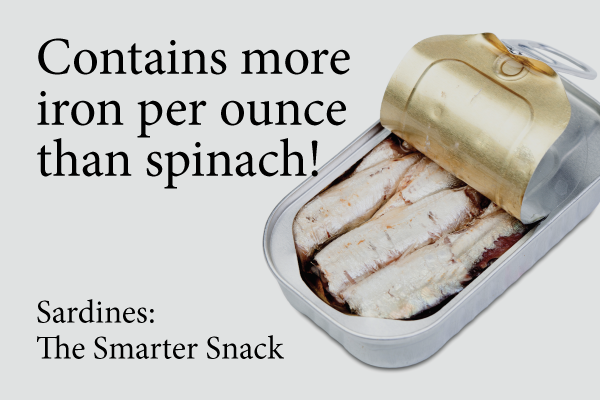 Contains more
iron per ounce
than spinach!
Sardines:
The Smarter Snack